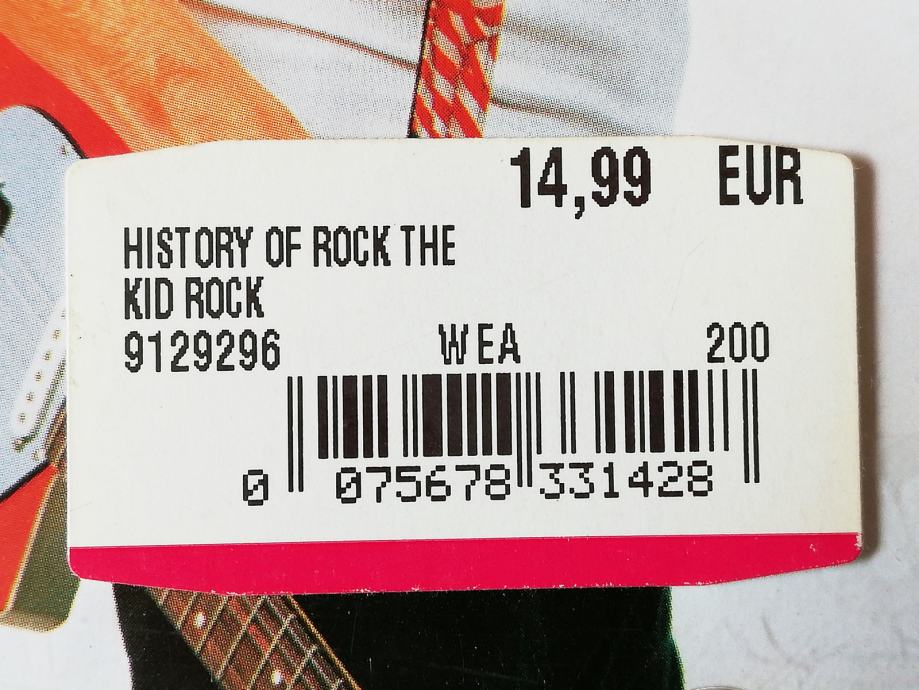 14,99 EUR
HISTORY OF ROCK THE
KID ROCK
9129296 WEA 200
0 075678 331428